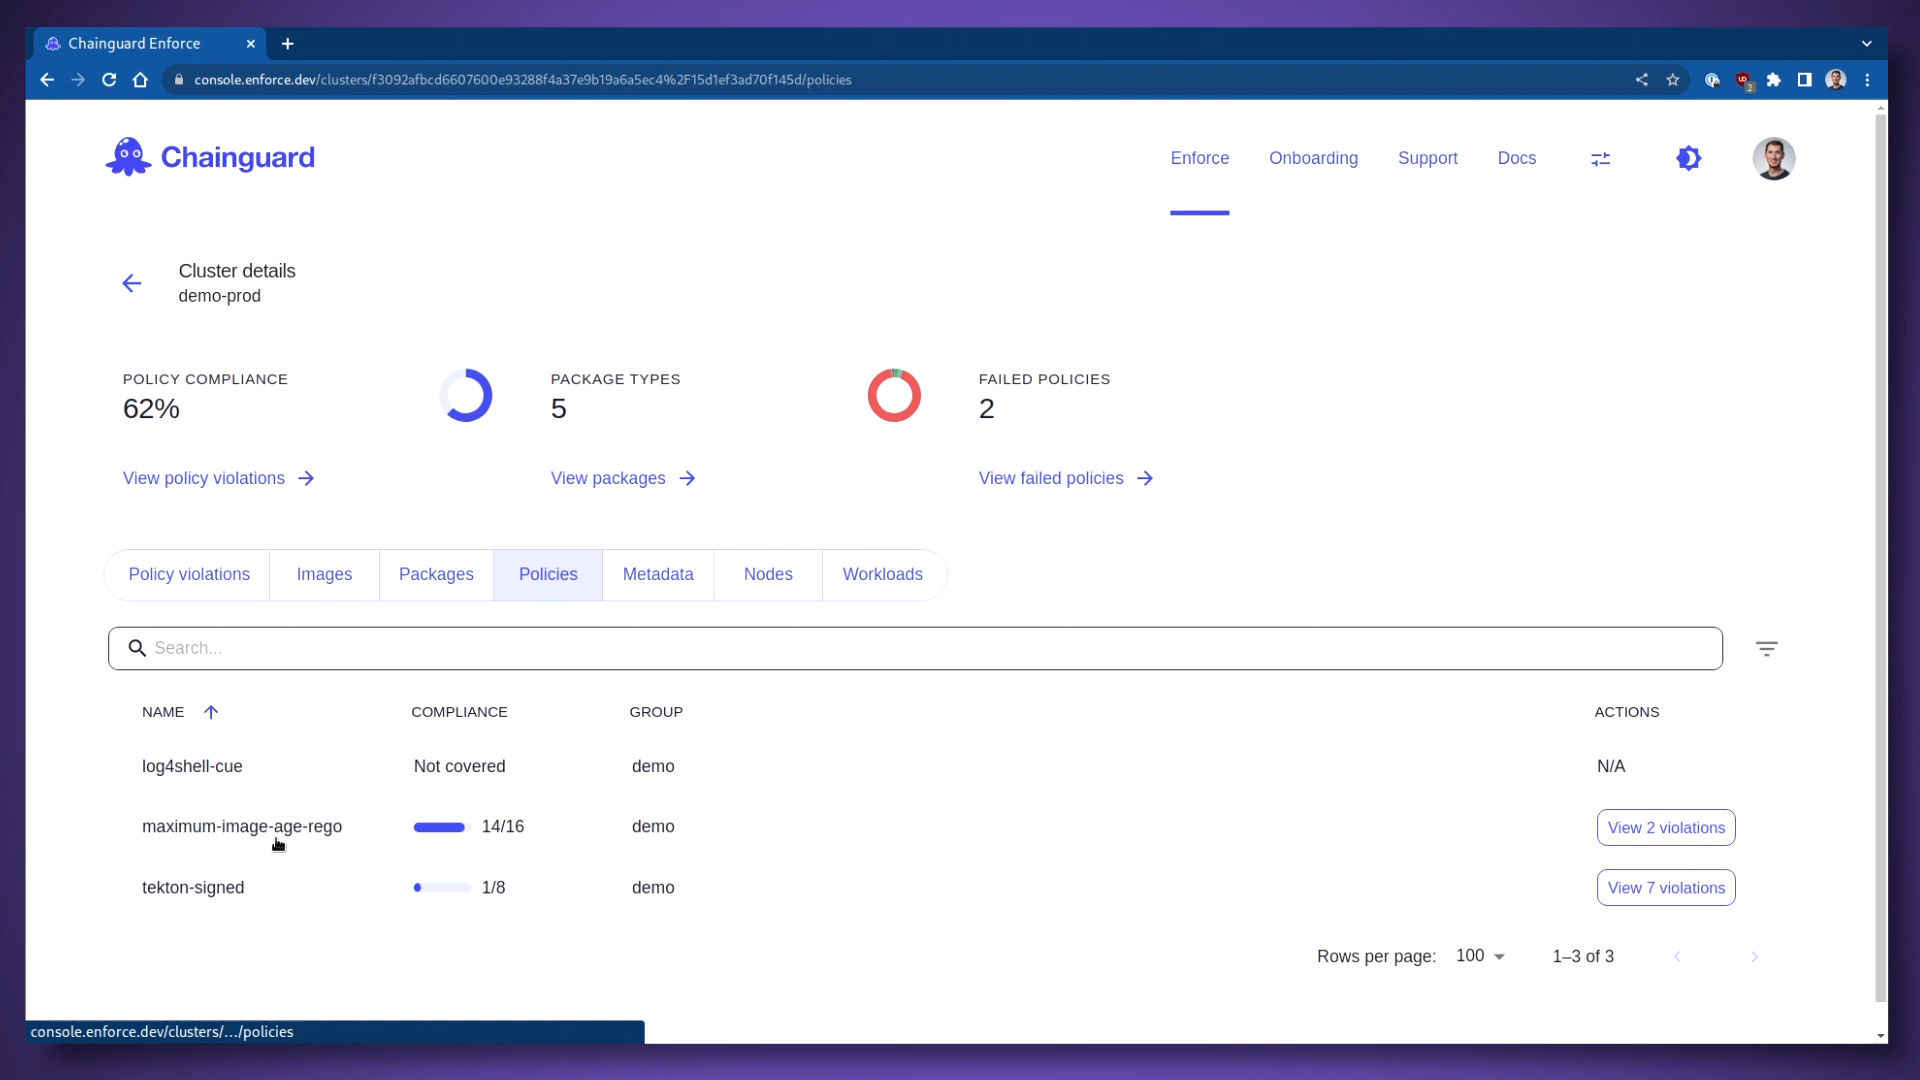 Chainguard Enforce
console.enforce.dev/clusters/f3092afbcd6607600e93288f4a37e9b19a6a5ec4%2F15d1ef3ad70f145d/policies
2
Chainguard
Enforce Onboarding Support Docs
Cluster details
demo-prod
POLICY COMPLIANCE
62%
View policy violations
PACKAGE TYPES
5
View packages
FAILED POLICIES
2
View failed policies
Policy violations Images Packages Policies Metadata Nodes Workloads
Search...
NAME COMPLIANCE GROUP ACTIONS
log4shell-cue Not covered demo N/A
maximum-image-age-rego 14/16 demo View 2 violations
tekton-signed 1/8 demo View 7 violations
Rows per page: 100 1–3 of 3
console.enforce.dev/clusters/.../policies